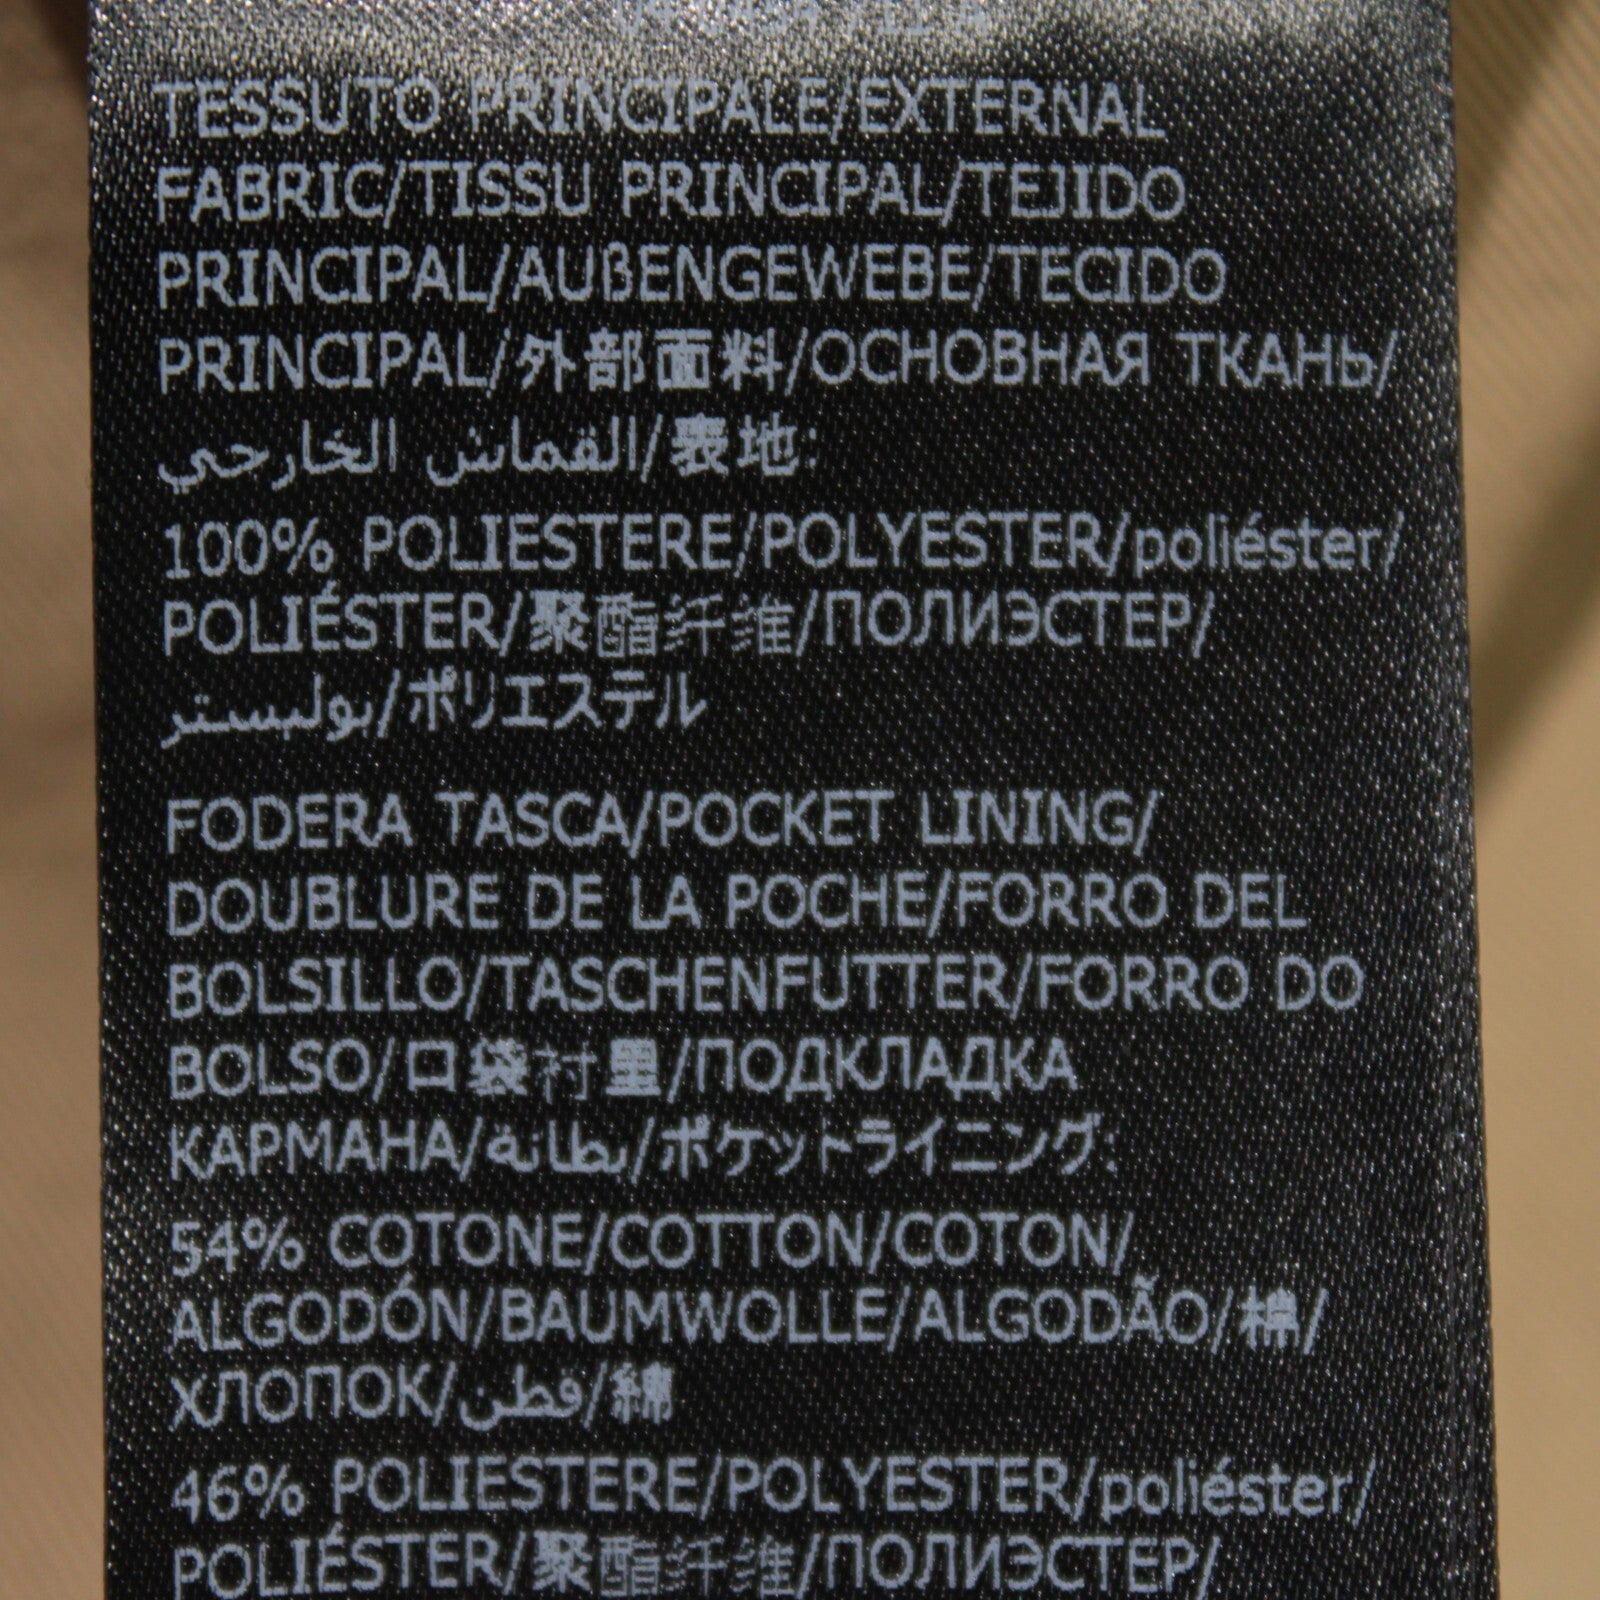 TESSUTO PRINCIPALE/EXTERNAL
FABRIC/TISSU PRINCIPAL/TEJIDO
PRINCIPAL/AUßENGEWEBE/TECIDO
PRINCIPAL/外部面料/ОСНОВНАЯ ТКАНЬ/
القماش الخارجي/表地:
100% POLIESTERE/POLYESTER/poliéster/
POLIÉSTER/聚酯纤维/ПОЛИЭСТЕР/
بوليستر/ポリエステル
FODERA TASCA/POCKET LINING/
DOUBLURE DE LA POCHE/FORRO DEL
BOLSILLO/TASCHENFUTTER/FORRO DO
BOLSO/口袋衬里/ПОДКЛАДКА
КАРМАНА/بطانة/ポケットライニング:
54% COTONE/COTTON/COTON/
ALGODÓN/BAUMWOLLE/ALGODÃO/棉/
ХЛОПОК/قطن/綿
46% POLIESTERE/POLYESTER/poliéster/
POLIÉSTER/聚酯纤维/ПОЛИЭСТЕР/